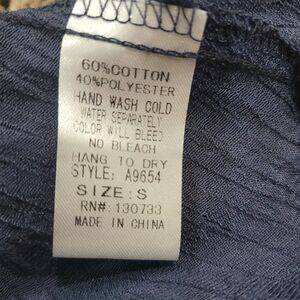 60%COTTON
40%POLYESTER
HAND WASH COLD
WATER SEPARATELY
COLOR WILL BLEED
NO BLEACH
HANG TO DRY
STYLE: A9654
SIZE: S
RN#: 130733
MADE IN CHINA